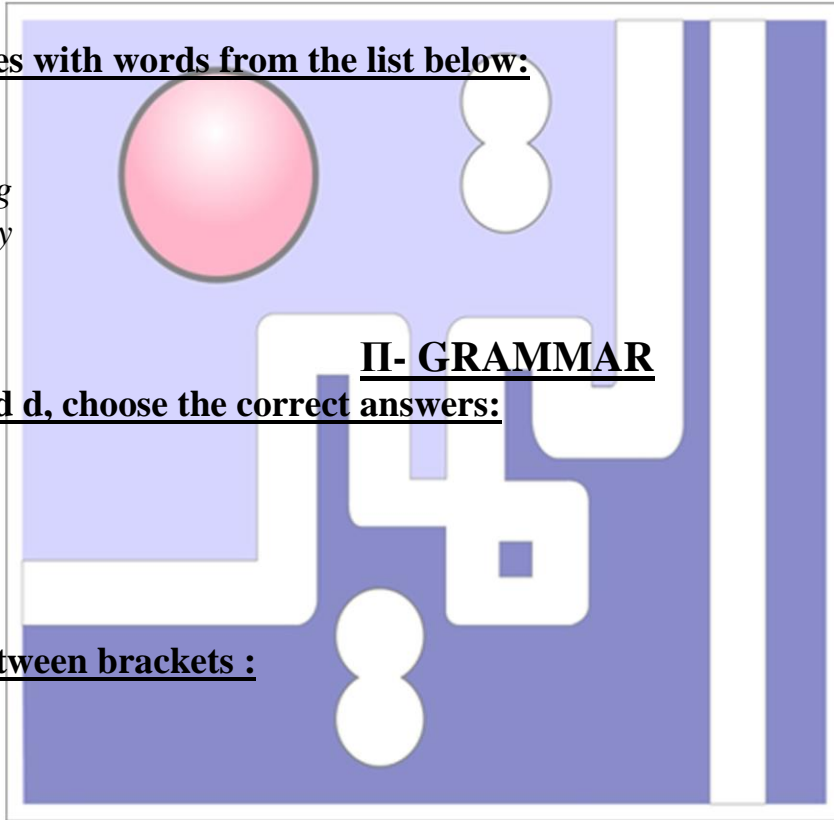 es with words from the list below:
g
y
II- GRAMMAR
d d, choose the correct answers:
tween brackets :